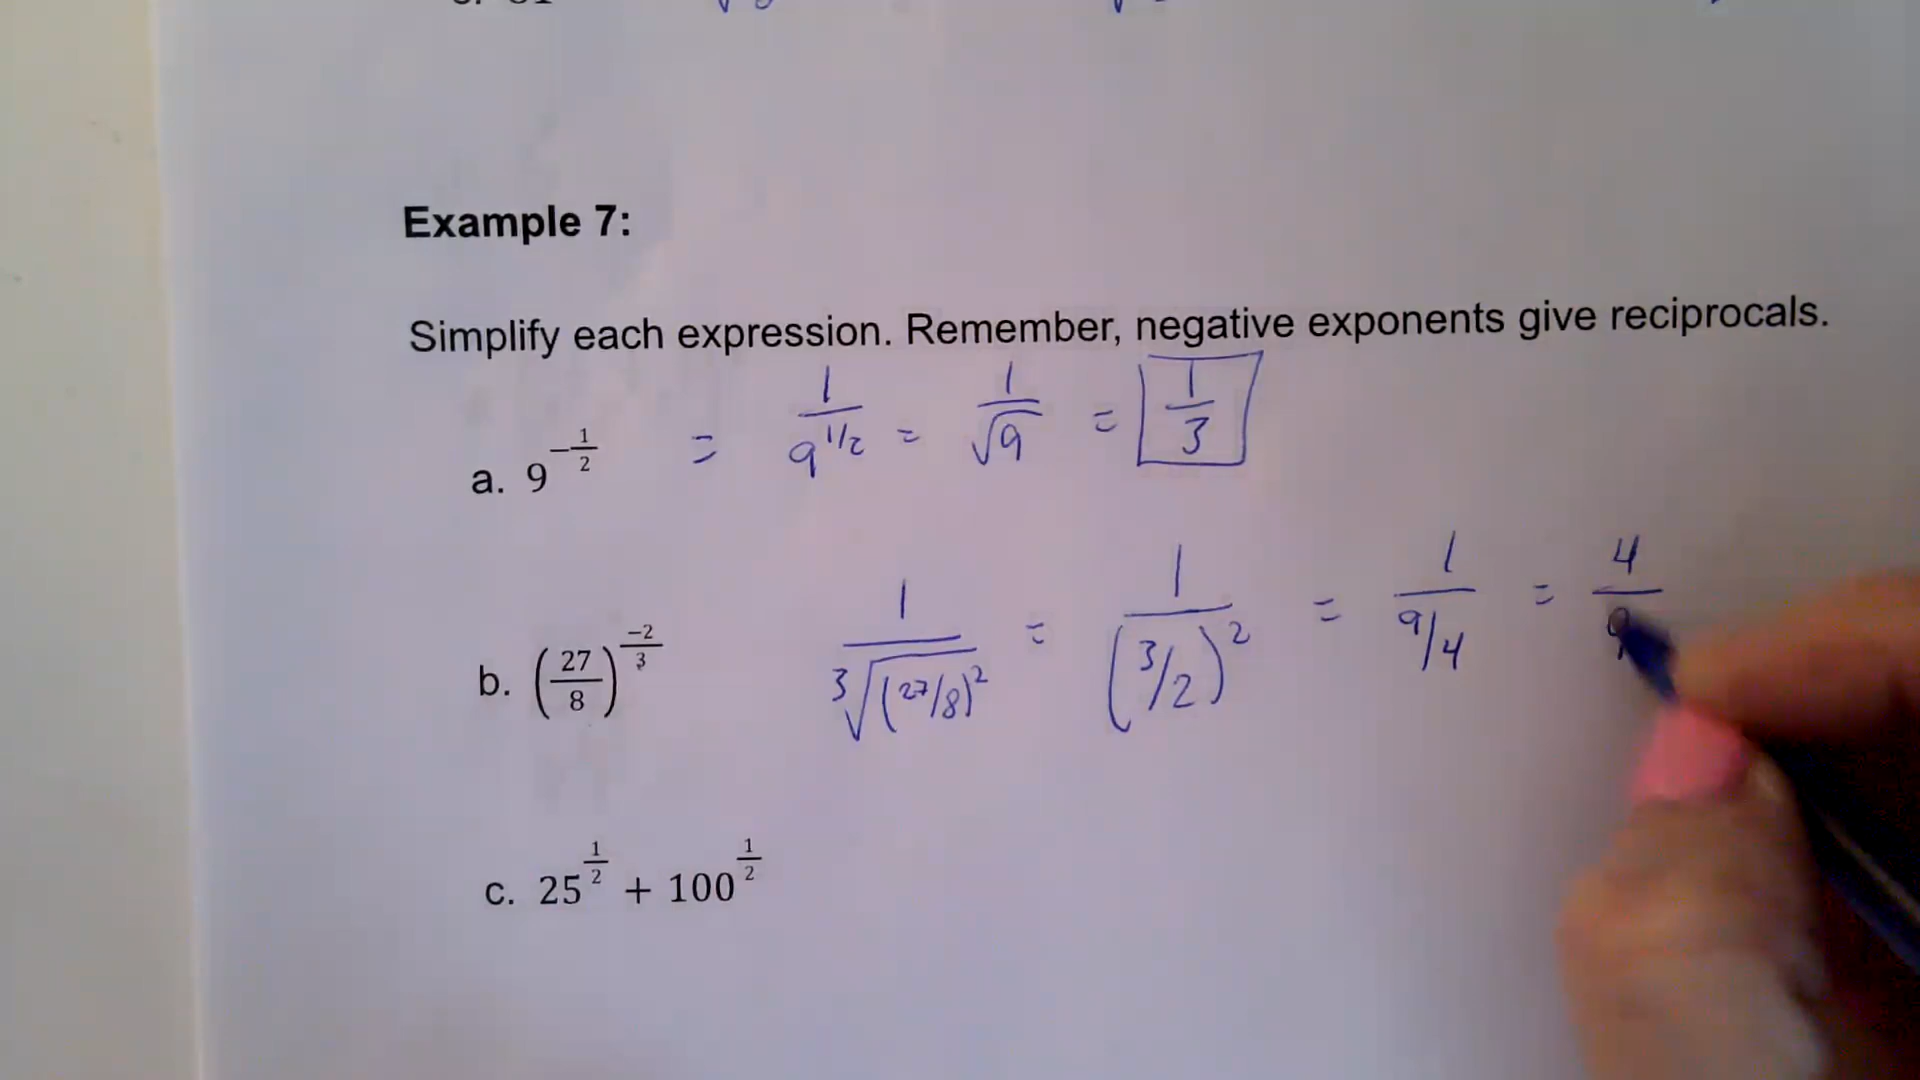 Example 7:
Simplify each expression. Remember, negative exponents give reciprocals.
a. 9^(-1/2) = 1/9^(1/2) = 1/√9 = 1/3
b. (27/8)^(-2/3) 1/∛(27/8)² = 1/(3/2)² = 1/(9/4) = 4/9
c. 25^(1/2) + 100^(1/2)